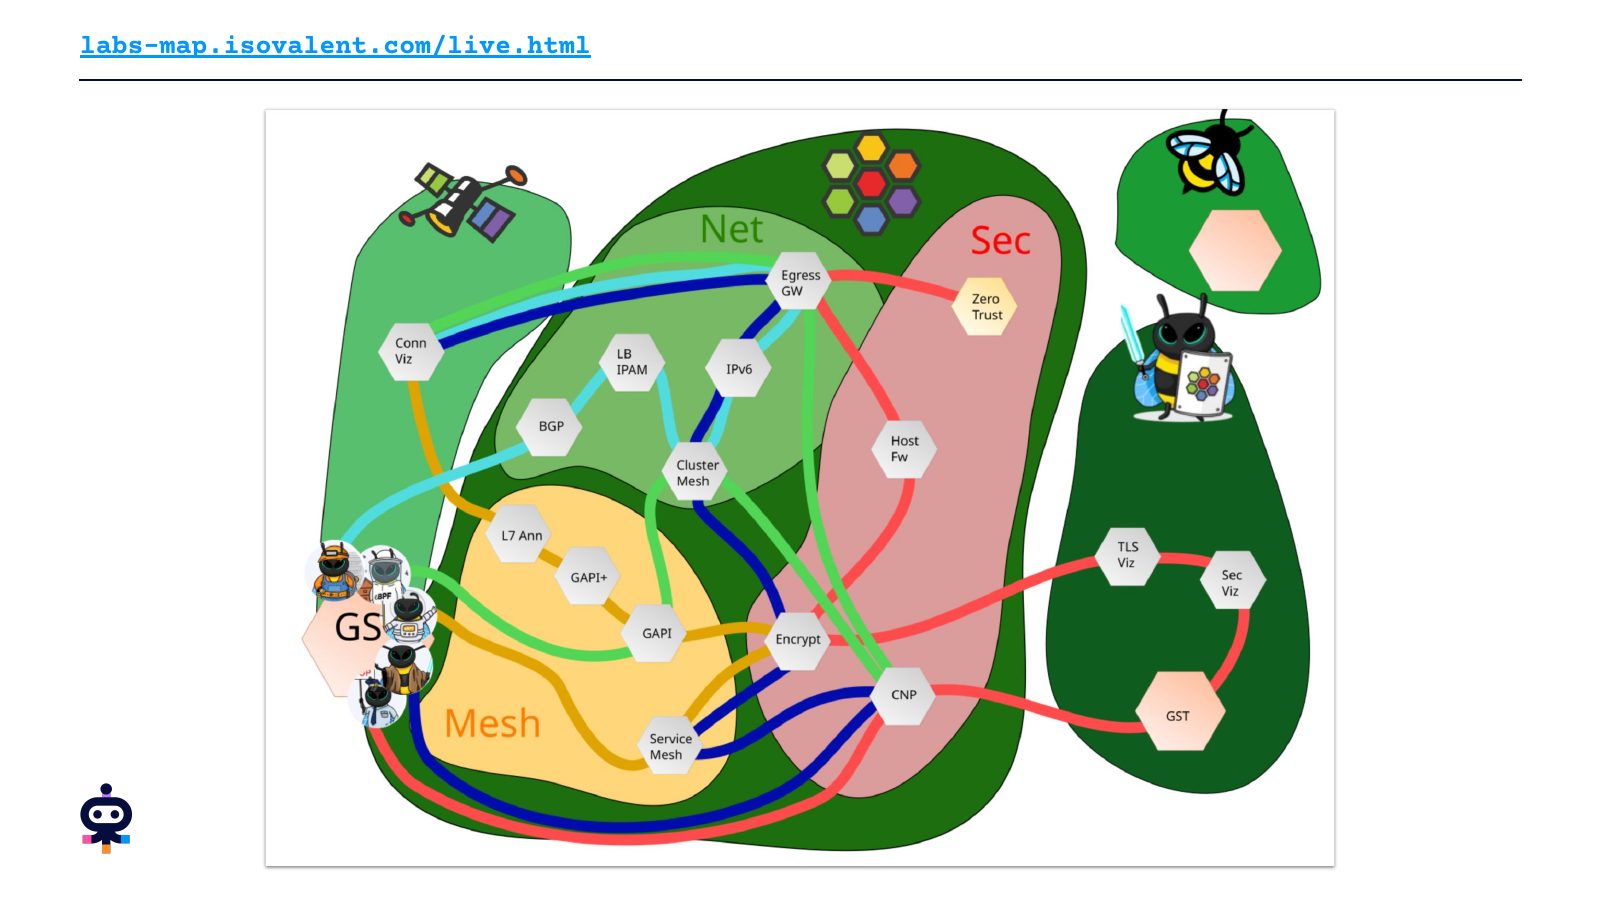 labs-map.isovalent.com/live.html
Net
Sec
Egress
GW
Zero
Trust
Conn
Viz
LB
IPAM
IPv6
BGP
Host
Fw
Cluster
Mesh
L7 Ann
GAPI+
TLS
Viz
Sec
Viz
eBPF
GS
GAPI
Encrypt
CNP
GST
Mesh
Service
Mesh